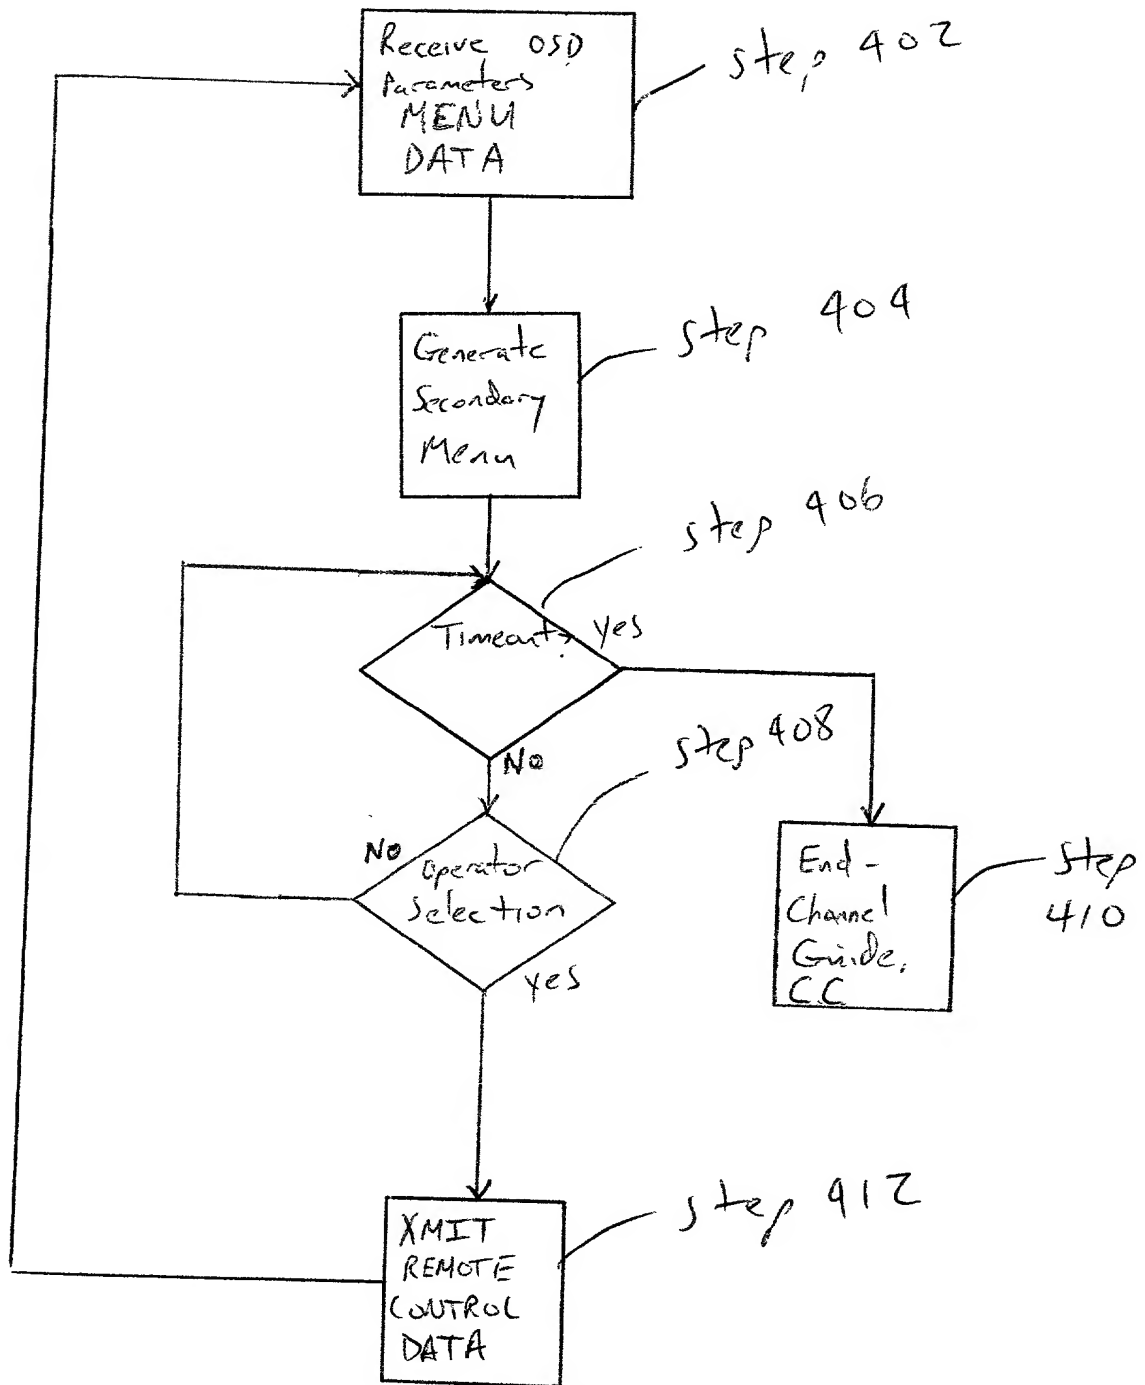 Receive OSD
Parameters
MENU
DATA
step 402
Generate
Secondary
Menu
step 404
step 406
Timeout?
yes
No
step 408
No
Operator
Selection
yes
End-
Channel
Guide,
CC
step
410
XMIT
REMOTE
CONTROL
DATA
step 412